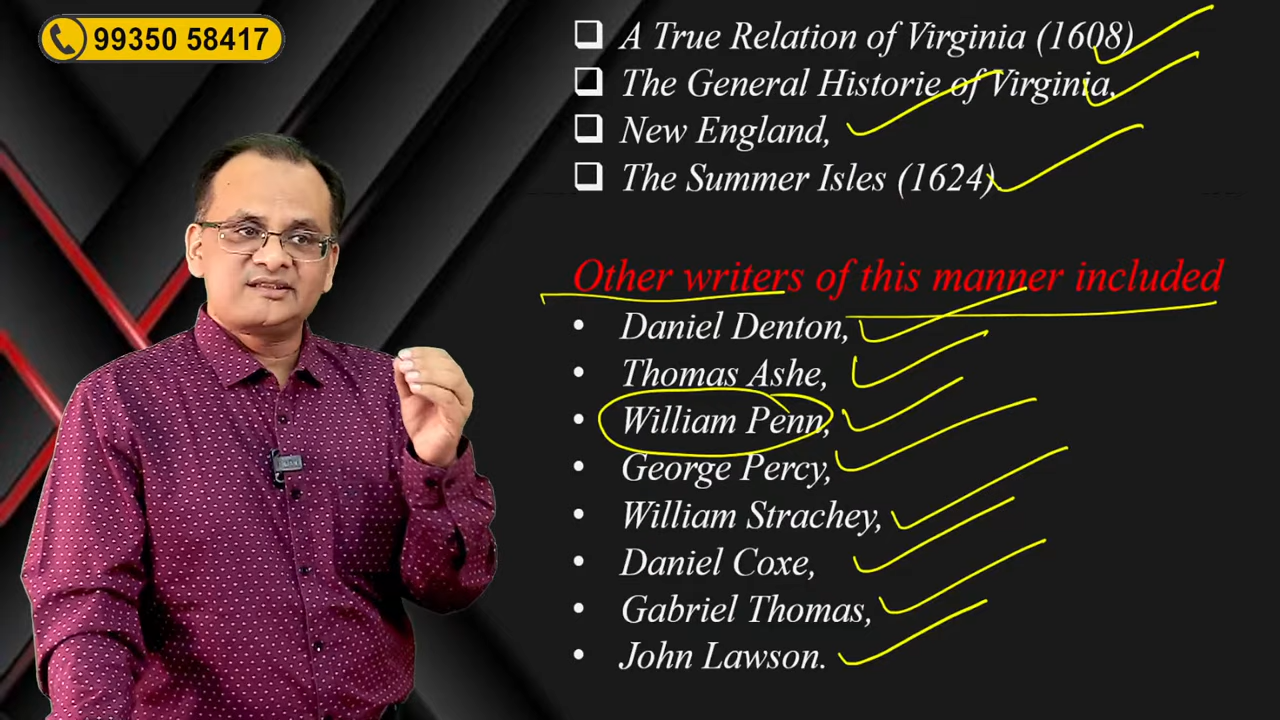 99350 58417
A True Relation of Virginia (1608)
The General Historie of Virginia,
New England,
The Summer Isles (1624).
Other writers of this manner included
Daniel Denton,
Thomas Ashe,
William Penn,
George Percy,
William Strachey,
Daniel Coxe,
Gabriel Thomas,
John Lawson.